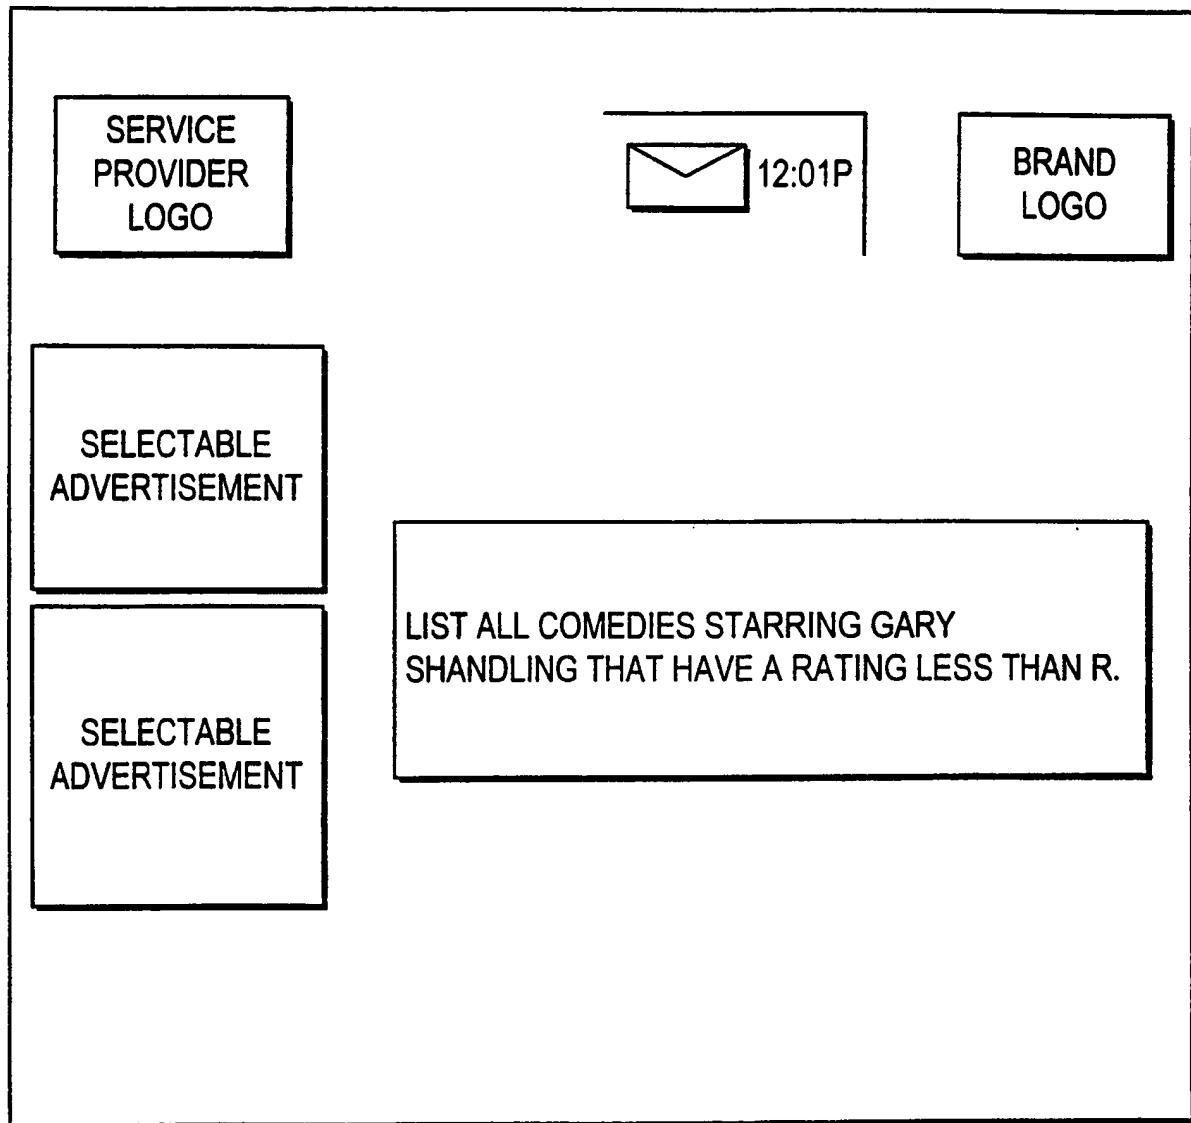 SERVICE
PROVIDER
LOGO
12:01P
BRAND
LOGO
SELECTABLE
ADVERTISEMENT
LIST ALL COMEDIES STARRING GARY
SHANDLING THAT HAVE A RATING LESS THAN R.
SELECTABLE
ADVERTISEMENT